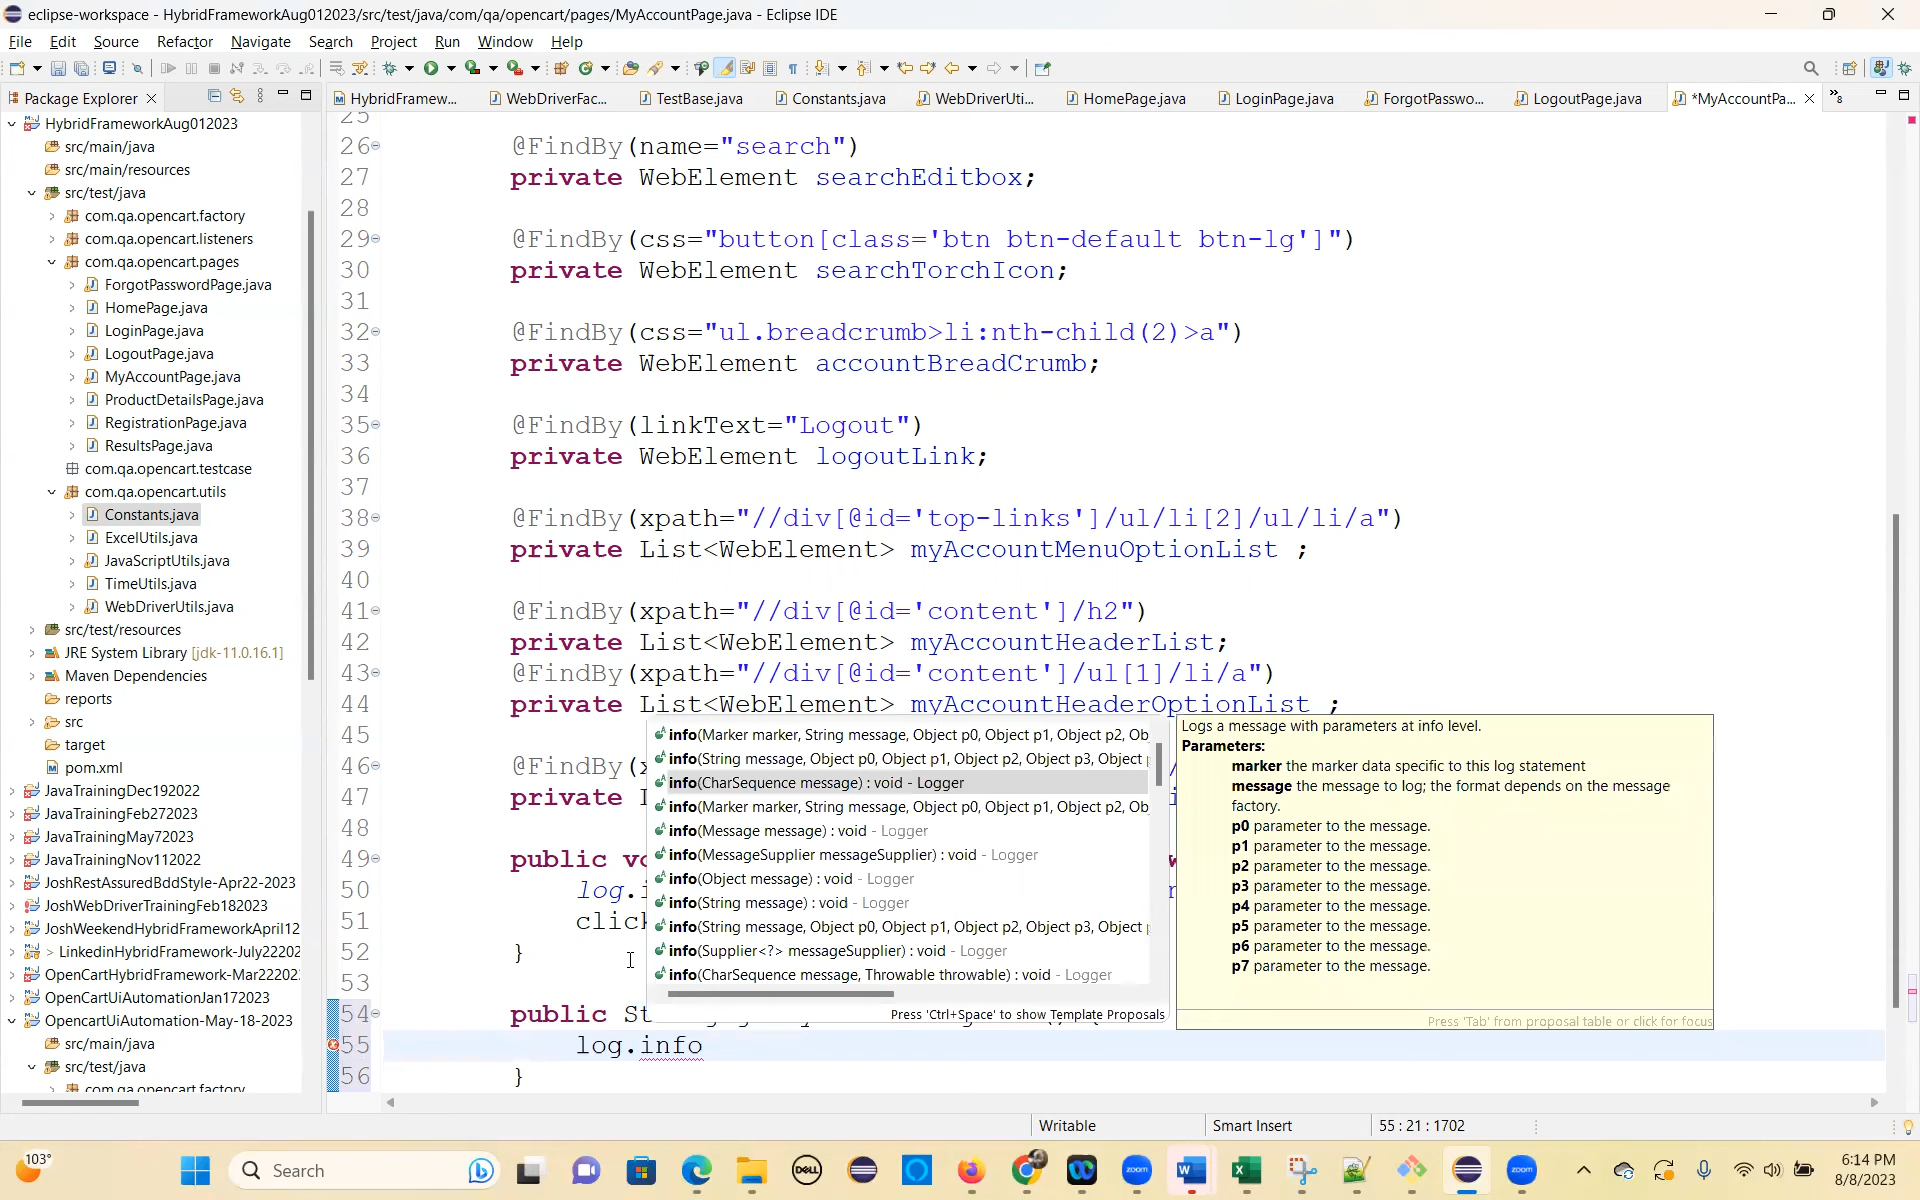 eclipse-workspace - HybridFrameworkAug012023/src/test/java/com/qa/opencart/pages/MyAccountPage.java - Eclipse IDE
File Edit Source Refactor Navigate Search Project Run Window Help
Package Explorer
HybridFramew... WebDriverFac... TestBase.java Constants.java WebDriverUti... HomePage.java LoginPage.java ForgotPasswo... LogoutPage.java *MyAccountPa... »8
HybridFrameworkAug012023
src/main/java
src/main/resources
src/test/java
com.qa.opencart.factory
com.qa.opencart.listeners
com.qa.opencart.pages
ForgotPasswordPage.java
HomePage.java
LoginPage.java
LogoutPage.java
MyAccountPage.java
ProductDetailsPage.java
RegistrationPage.java
ResultsPage.java
com.qa.opencart.testcase
com.qa.opencart.utils
Constants.java
ExcelUtils.java
JavaScriptUtils.java
TimeUtils.java
WebDriverUtils.java
src/test/resources
JRE System Library [jdk-11.0.16.1]
Maven Dependencies
reports
src
target
pom.xml
JavaTrainingDec192022
JavaTrainingFeb272023
JavaTrainingMay72023
JavaTrainingNov112022
JoshRestAssuredBddStyle-Apr22-2023
JoshWebDriverTrainingFeb182023
JoshWeekendHybridFrameworkApril12
> LinkedinHybridFramework-July22202
OpenCartHybridFramework-Mar22202
OpenCartUiAutomationJan172023
OpencartUiAutomation-May-18-2023
src/main/java
src/test/java
com.qa.opencart.factory
25
26 @FindBy(name="search")
27 private WebElement searchEditbox;
28
29 @FindBy(css="button[class='btn btn-default btn-lg']")
30 private WebElement searchTorchIcon;
31
32 @FindBy(css="ul.breadcrumb>li:nth-child(2)>a")
33 private WebElement accountBreadCrumb;
34
35 @FindBy(linkText="Logout")
36 private WebElement logoutLink;
37
38 @FindBy(xpath="//div[@id='top-links']/ul/li[2]/ul/li/a")
39 private List<WebElement> myAccountMenuOptionList ;
40
41 @FindBy(xpath="//div[@id='content']/h2")
42 private List<WebElement> myAccountHeaderList;
43 @FindBy(xpath="//div[@id='content']/ul[1]/li/a")
44 private List<WebElement> myAccountHeaderOptionList ;
45
46 @FindBy(
47 private
48
49 public
50 log.
51 click
52 }
53
54 public
55 log.info
56 }
info(Marker marker, String message, Object p0, Object p1, Object p2, Ob
info(String message, Object p0, Object p1, Object p2, Object p3, Object
info(CharSequence message) : void - Logger
info(Marker marker, String message, Object p0, Object p1, Object p2, Ob
info(Message message) : void - Logger
info(MessageSupplier messageSupplier) : void - Logger
info(Object message) : void - Logger
info(String message) : void - Logger
info(String message, Object p0, Object p1, Object p2, Object p3, Object
info(Supplier<?> messageSupplier) : void - Logger
info(CharSequence message, Throwable throwable) : void - Logger
Press 'Ctrl+Space' to show Template Proposals
Logs a message with parameters at info level.
Parameters:
marker the marker data specific to this log statement
message the message to log; the format depends on the message
factory.
p0 parameter to the message.
p1 parameter to the message.
p2 parameter to the message.
p3 parameter to the message.
p4 parameter to the message.
p5 parameter to the message.
p6 parameter to the message.
p7 parameter to the message.
Press 'Tab' from proposal table or click for focus
Writable Smart Insert 55 : 21 : 1702
103°
Search
DELL
zoom
zoom
6:14 PM
8/8/2023